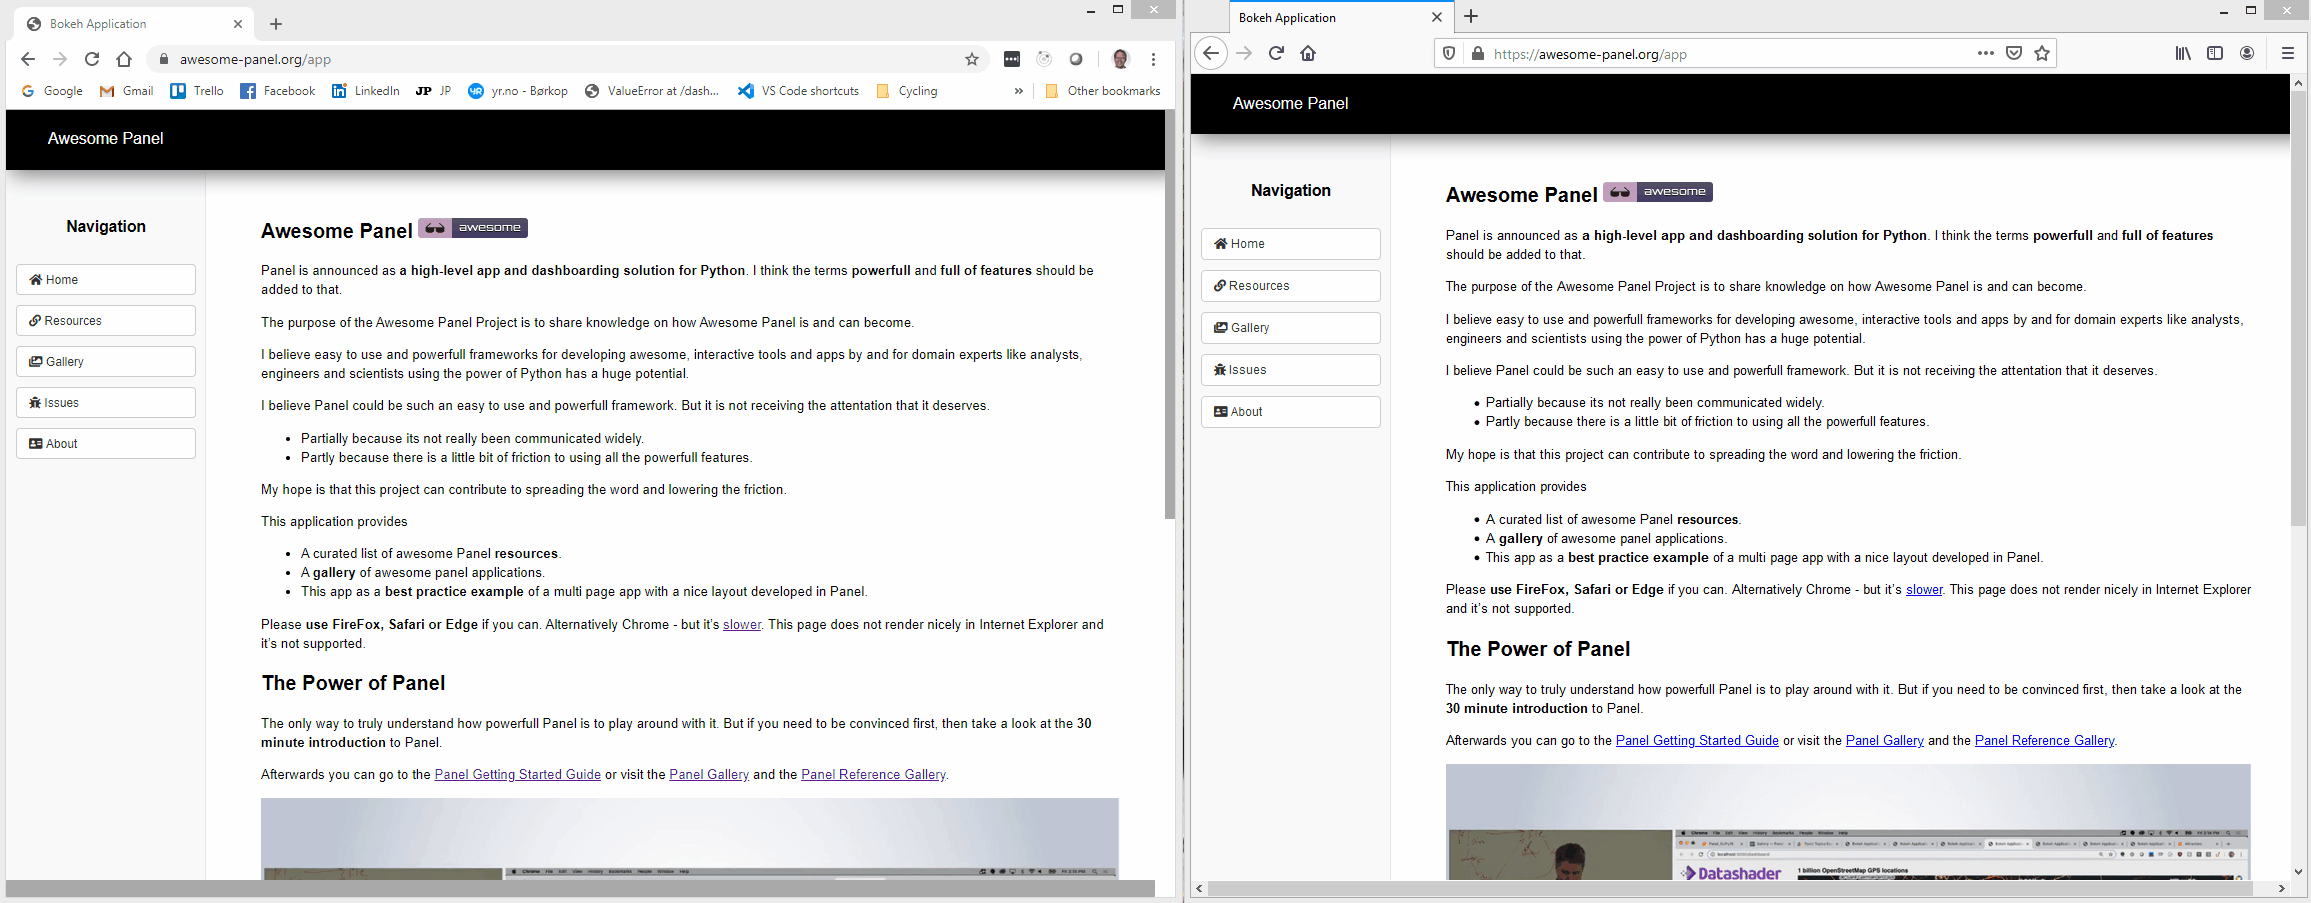 Bokeh Application
awesome-panel.org/app
Google Gmail Trello Facebook LinkedIn JP JP yr.no - Børkop ValueError at /dash... VS Code shortcuts Cycling » Other bookmarks
Awesome Panel
Navigation
Home
Resources
Gallery
Issues
About
Awesome Panel awesome
Panel is announced as a high-level app and dashboarding solution for Python. I think the terms powerfull and full of features should be
added to that.
The purpose of the Awesome Panel Project is to share knowledge on how Awesome Panel is and can become.
I believe easy to use and powerfull frameworks for developing awesome, interactive tools and apps by and for domain experts like analysts,
engineers and scientists using the power of Python has a huge potential.
I believe Panel could be such an easy to use and powerfull framework. But it is not receiving the attentation that it deserves.
• Partially because its not really been communicated widely.
• Partly because there is a little bit of friction to using all the powerfull features.
My hope is that this project can contribute to spreading the word and lowering the friction.
This application provides
• A curated list of awesome Panel resources.
• A gallery of awesome panel applications.
• This app as a best practice example of a multi page app with a nice layout developed in Panel.
Please use FireFox, Safari or Edge if you can. Alternatively Chrome - but it's slower. This page does not render nicely in Internet Explorer and
it's not supported.
The Power of Panel
The only way to truly understand how powerfull Panel is to play around with it. But if you need to be convinced first, then take a look at the 30
minute introduction to Panel.
Afterwards you can go to the Panel Getting Started Guide or visit the Panel Gallery and the Panel Reference Gallery.
Bokeh Application
https://awesome-panel.org/app
Awesome Panel
Navigation
Home
Resources
Gallery
Issues
About
Awesome Panel awesome
Panel is announced as a high-level app and dashboarding solution for Python. I think the terms powerfull and full of features
should be added to that.
The purpose of the Awesome Panel Project is to share knowledge on how Awesome Panel is and can become.
I believe easy to use and powerfull frameworks for developing awesome, interactive tools and apps by and for domain experts like analysts,
engineers and scientists using the power of Python has a huge potential.
I believe Panel could be such an easy to use and powerfull framework. But it is not receiving the attentation that it deserves.
• Partially because its not really been communicated widely.
• Partly because there is a little bit of friction to using all the powerfull features.
My hope is that this project can contribute to spreading the word and lowering the friction.
This application provides
• A curated list of awesome Panel resources.
• A gallery of awesome panel applications.
• This app as a best practice example of a multi page app with a nice layout developed in Panel.
Please use FireFox, Safari or Edge if you can. Alternatively Chrome - but it's slower. This page does not render nicely in Internet Explorer
and it's not supported.
The Power of Panel
The only way to truly understand how powerfull Panel is to play around with it. But if you need to be convinced first, then take a look at the
30 minute introduction to Panel.
Afterwards you can go to the Panel Getting Started Guide or visit the Panel Gallery and the Panel Reference Gallery.
Datashader
1 billion OpenStreetMap GPS locations